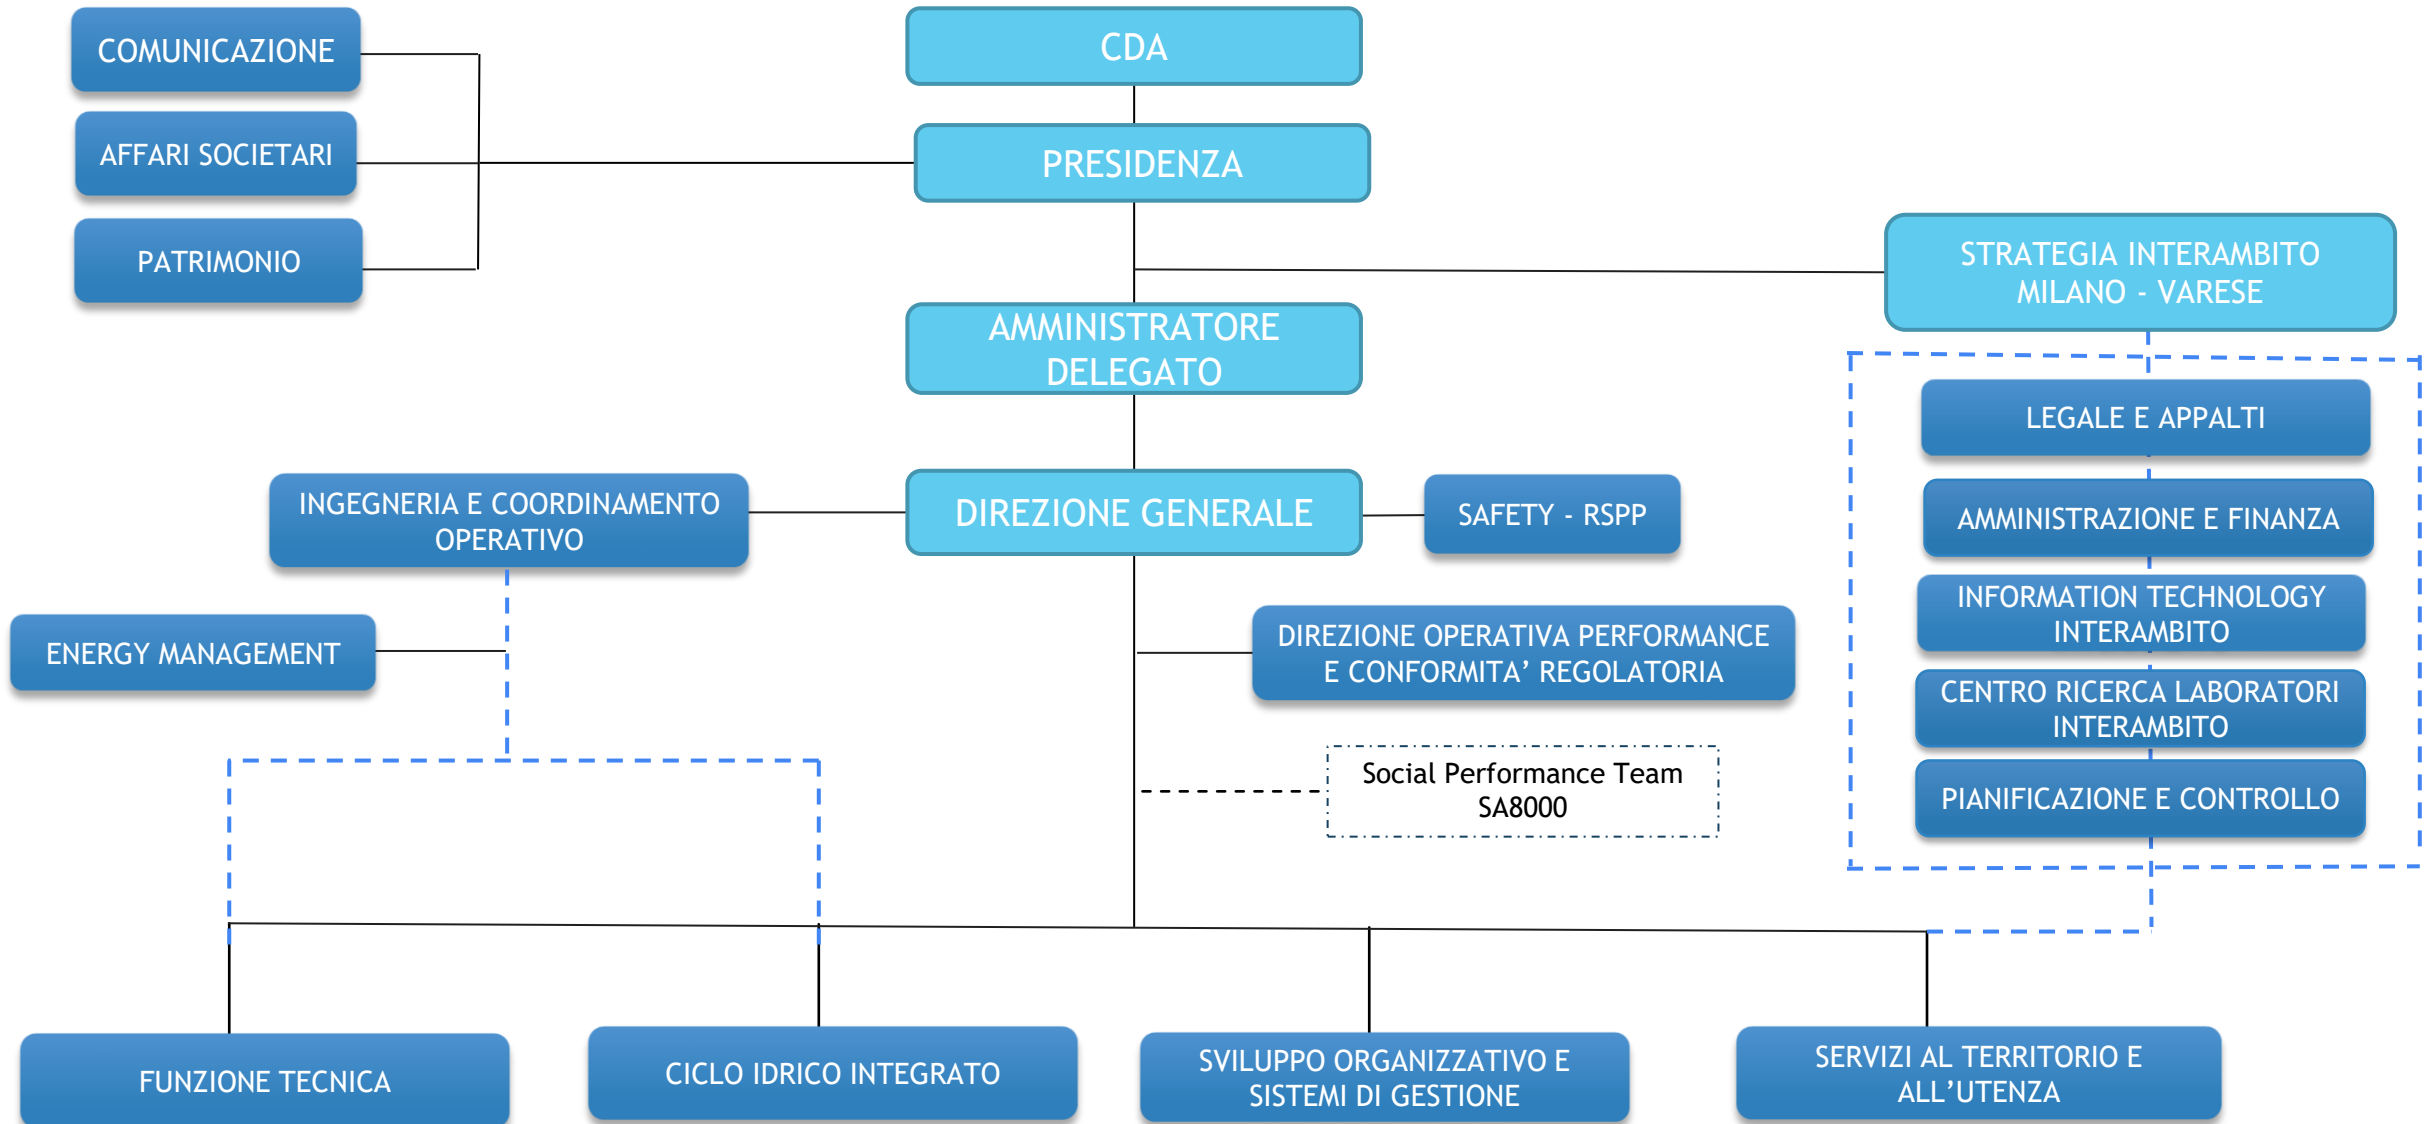 COMUNICAZIONE
CDA
AFFARI SOCIETARI
PRESIDENZA
PATRIMONIO
STRATEGIA INTERAMBITO
MILANO - VARESE
AMMINISTRATORE
DELEGATO
LEGALE E APPALTI
INGEGNERIA E COORDINAMENTO
OPERATIVO
DIREZIONE GENERALE
SAFETY - RSPP
AMMINISTRAZIONE E FINANZA
ENERGY MANAGEMENT
DIREZIONE OPERATIVA PERFORMANCE
E CONFORMITA’ REGOLATORIA
INFORMATION TECHNOLOGY
INTERAMBITO
CENTRO RICERCA LABORATORI
INTERAMBITO
Social Performance Team
SA8000
PIANIFICAZIONE E CONTROLLO
FUNZIONE TECNICA
CICLO IDRICO INTEGRATO
SVILUPPO ORGANIZZATIVO E
SISTEMI DI GESTIONE
SERVIZI AL TERRITORIO E
ALL’UTENZA